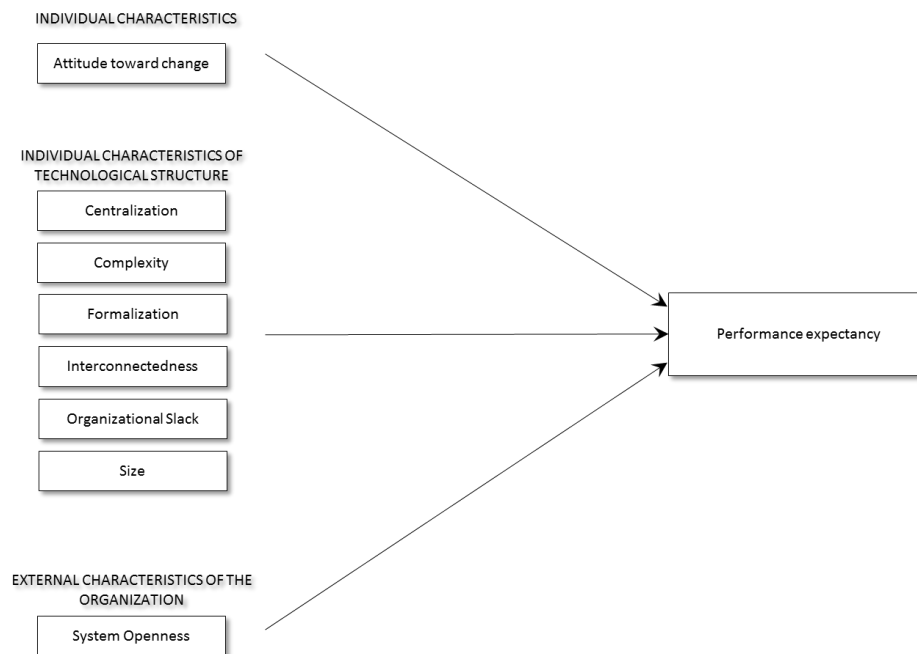 INDIVIDUAL CHARACTERISTICS
Attitude toward change
INDIVIDUAL CHARACTERISTICS OF
TECHNOLOGICAL STRUCTURE
Centralization
Complexity
Formalization
Interconnectedness
Organizational Slack
Size
EXTERNAL CHARACTERISTICS OF THE
ORGANIZATION
System Openness
Performance expectancy